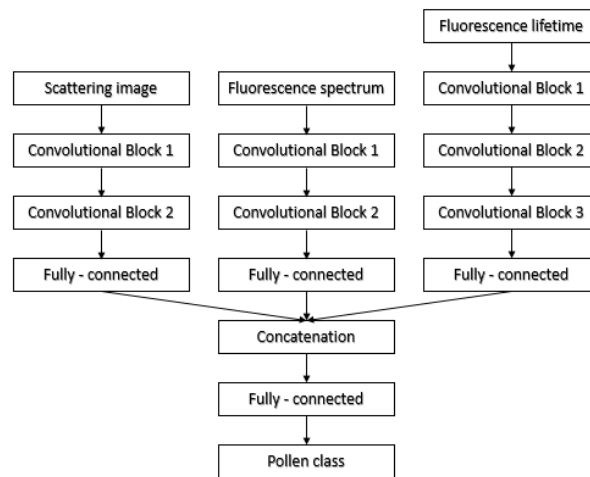 Fluorescence lifetime
Scattering image
Fluorescence spectrum
Convolutional Block 1
Convolutional Block 1
Convolutional Block 1
Convolutional Block 2
Convolutional Block 2
Convolutional Block 2
Convolutional Block 3
Fully - connected
Fully - connected
Fully - connected
Concatenation
Fully - connected
Pollen class